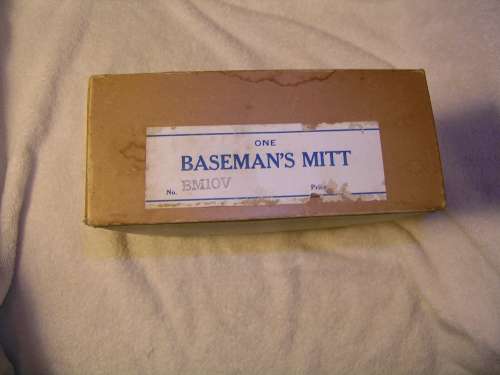 ONE
BASEMAN'S MITT
No. BM10V Price